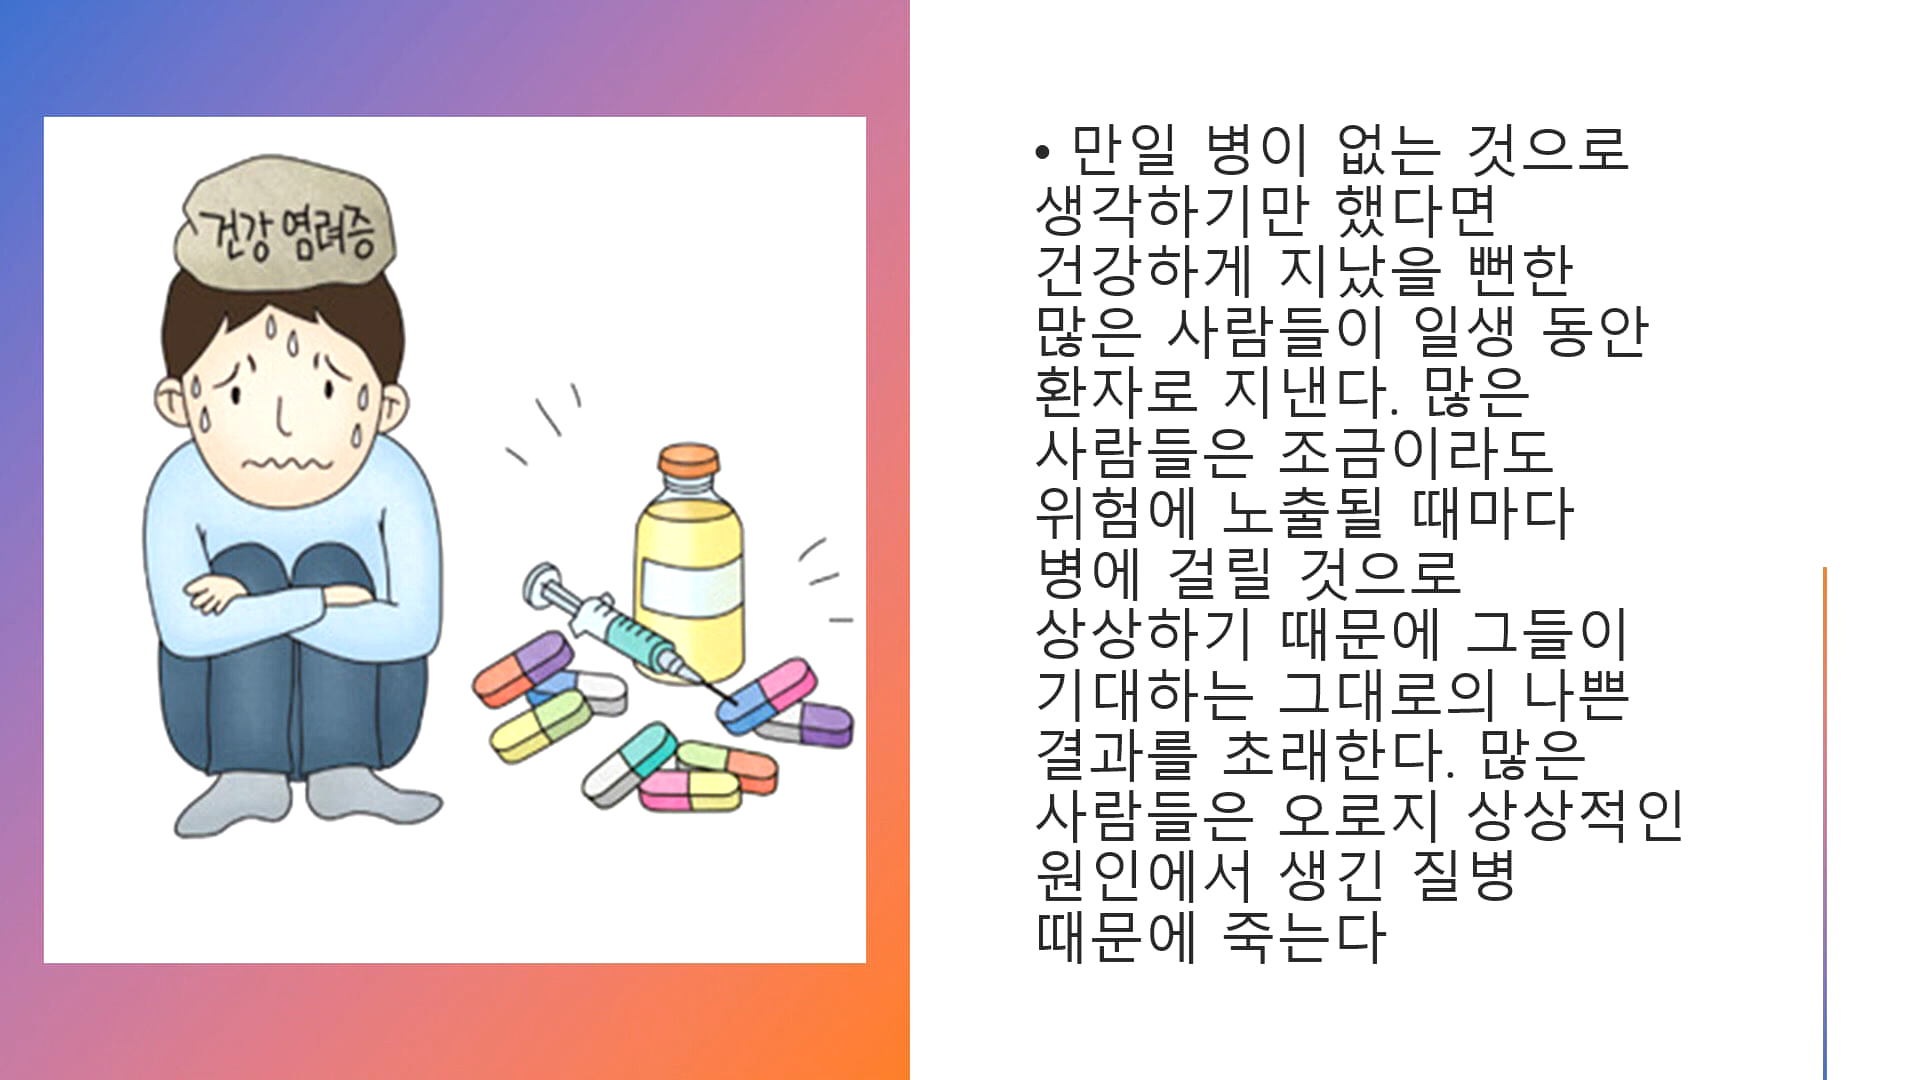 건강 염려증
• 만일 병이 없는 것으로
생각하기만 했다면
건강하게 지났을 뻔한
많은 사람들이 일생 동안
환자로 지낸다. 많은
사람들은 조금이라도
위험에 노출될 때마다
병에 걸릴 것으로
상상하기 때문에 그들이
기대하는 그대로의 나쁜
결과를 초래한다. 많은
사람들은 오로지 상상적인
원인에서 생긴 질병
때문에 죽는다